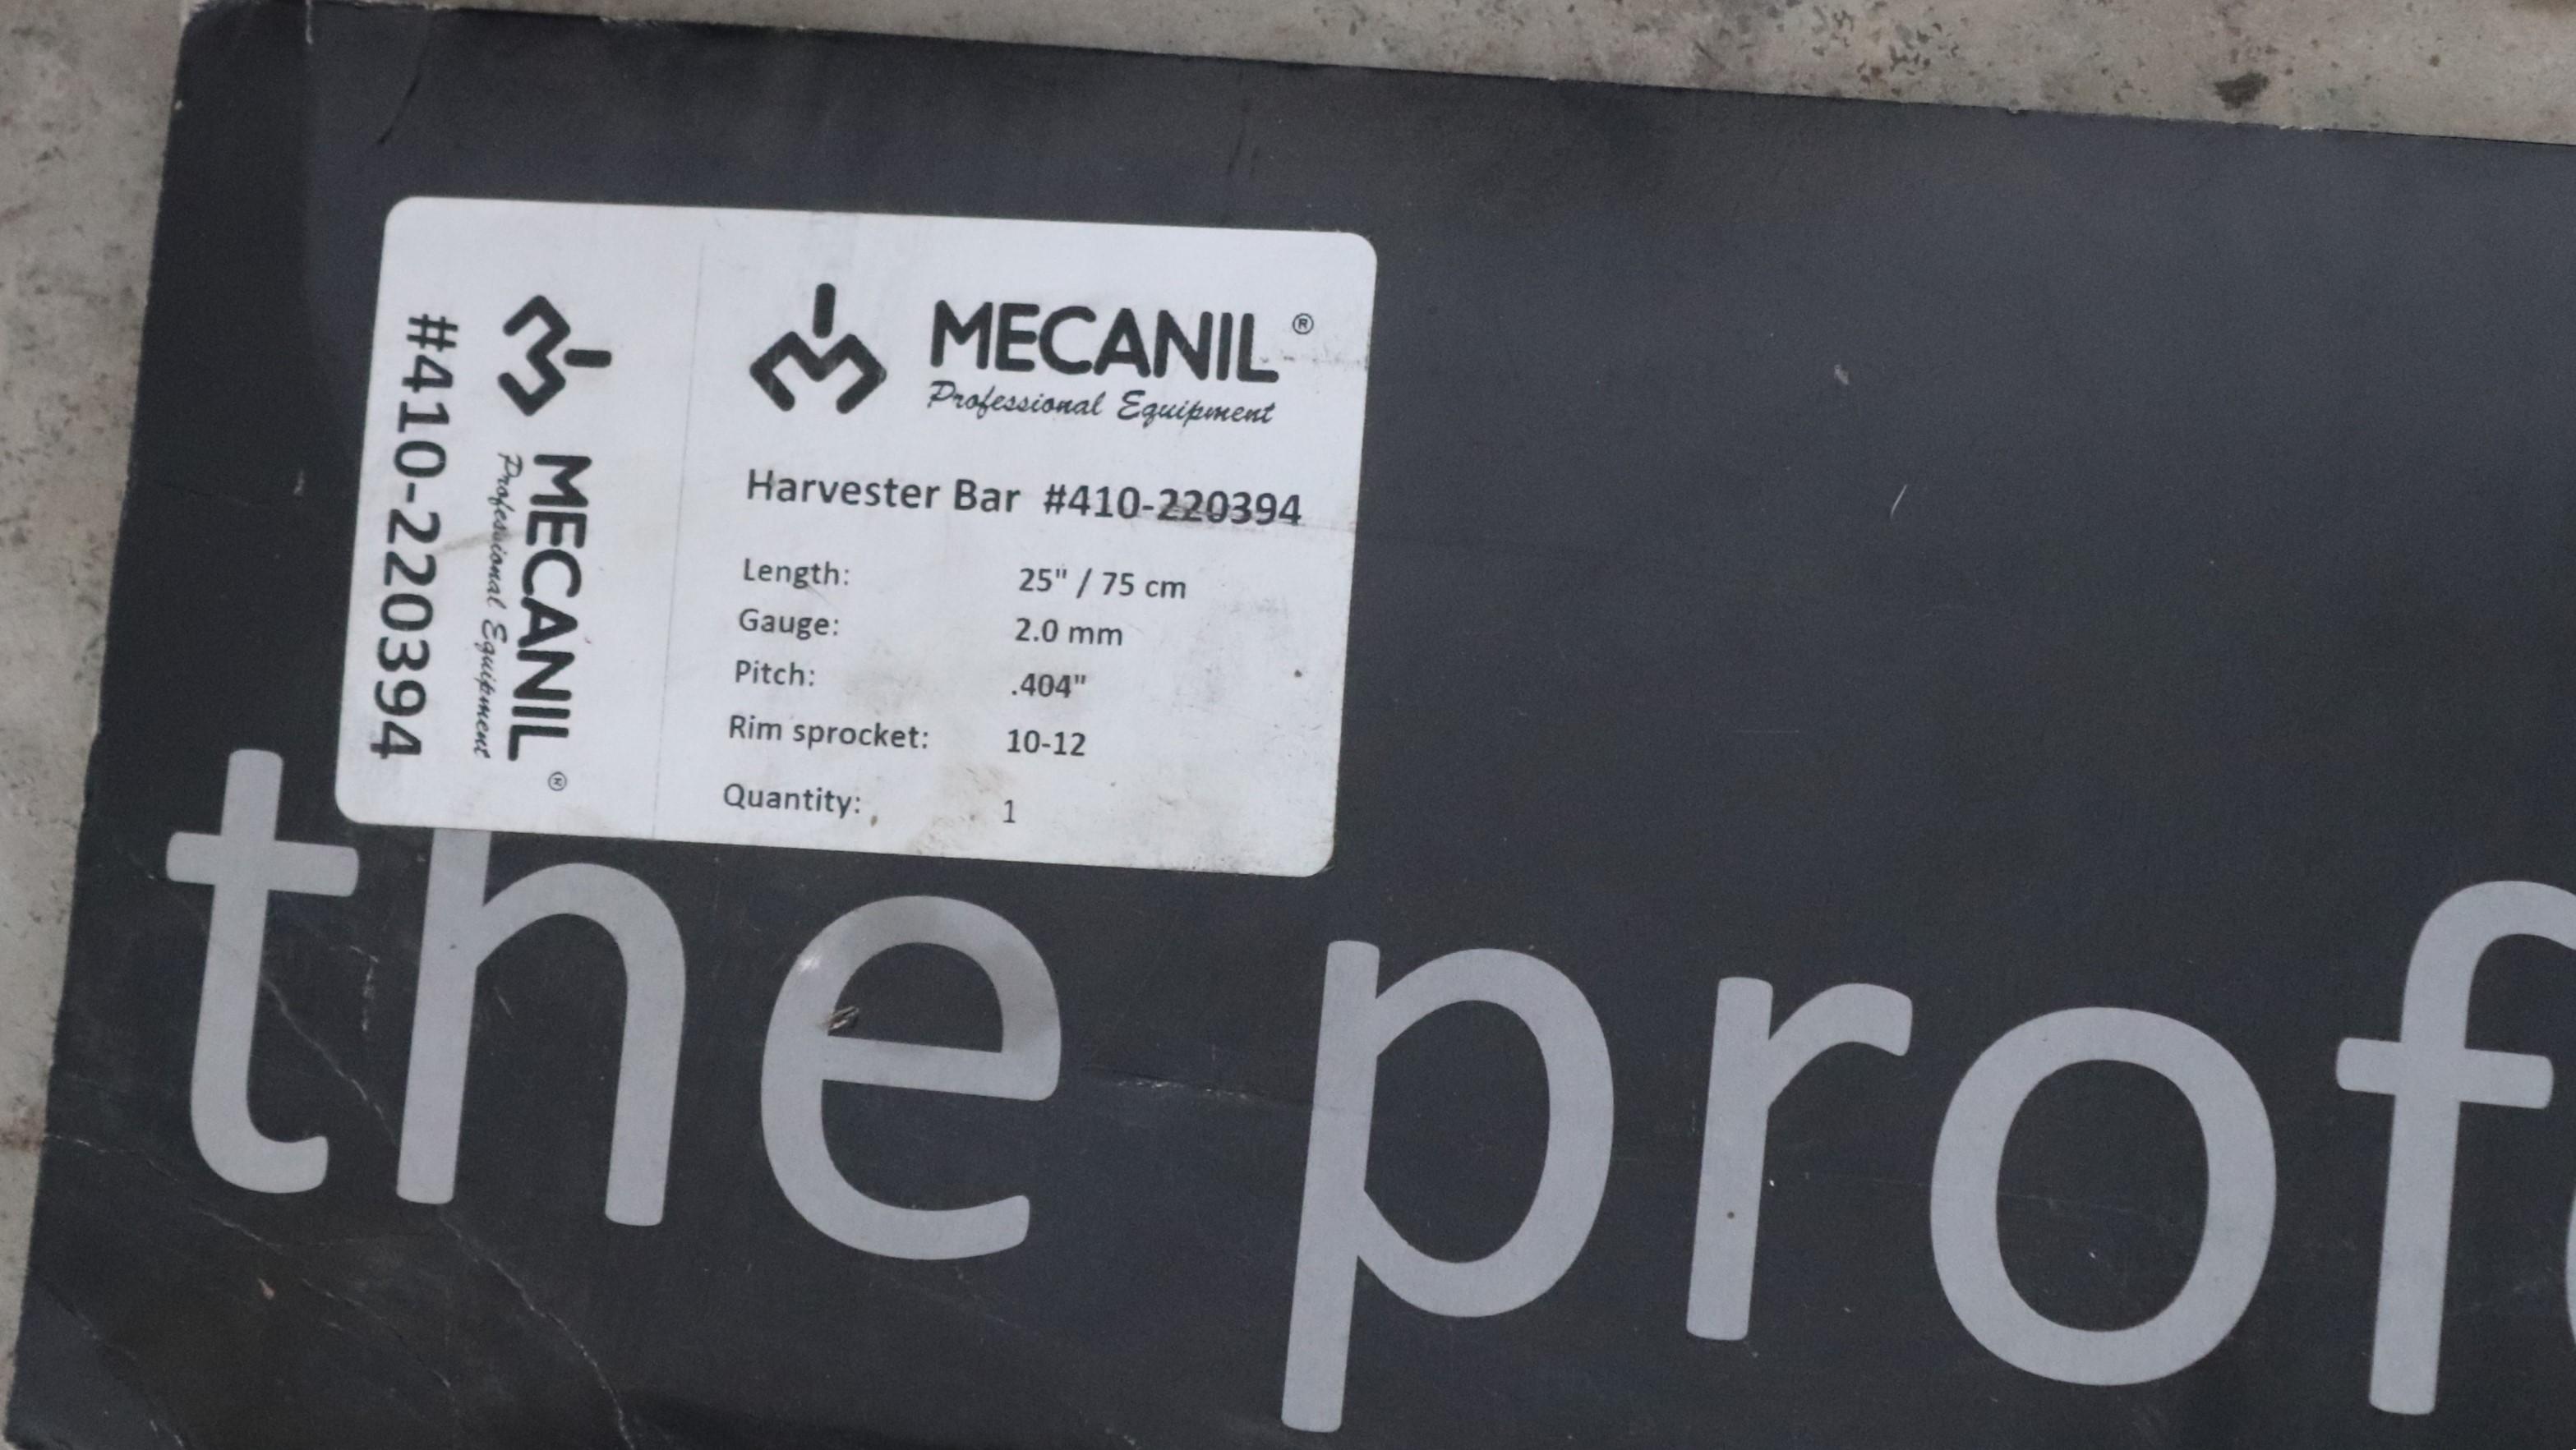 #410-220394
MECANIL®
Professional Equipment
MECANIL®
Professional Equipment
Harvester Bar #410-220394
Length: 25" / 75 cm
Gauge: 2.0 mm
Pitch: .404"
Rim sprocket: 10-12
Quantity: 1
the prof